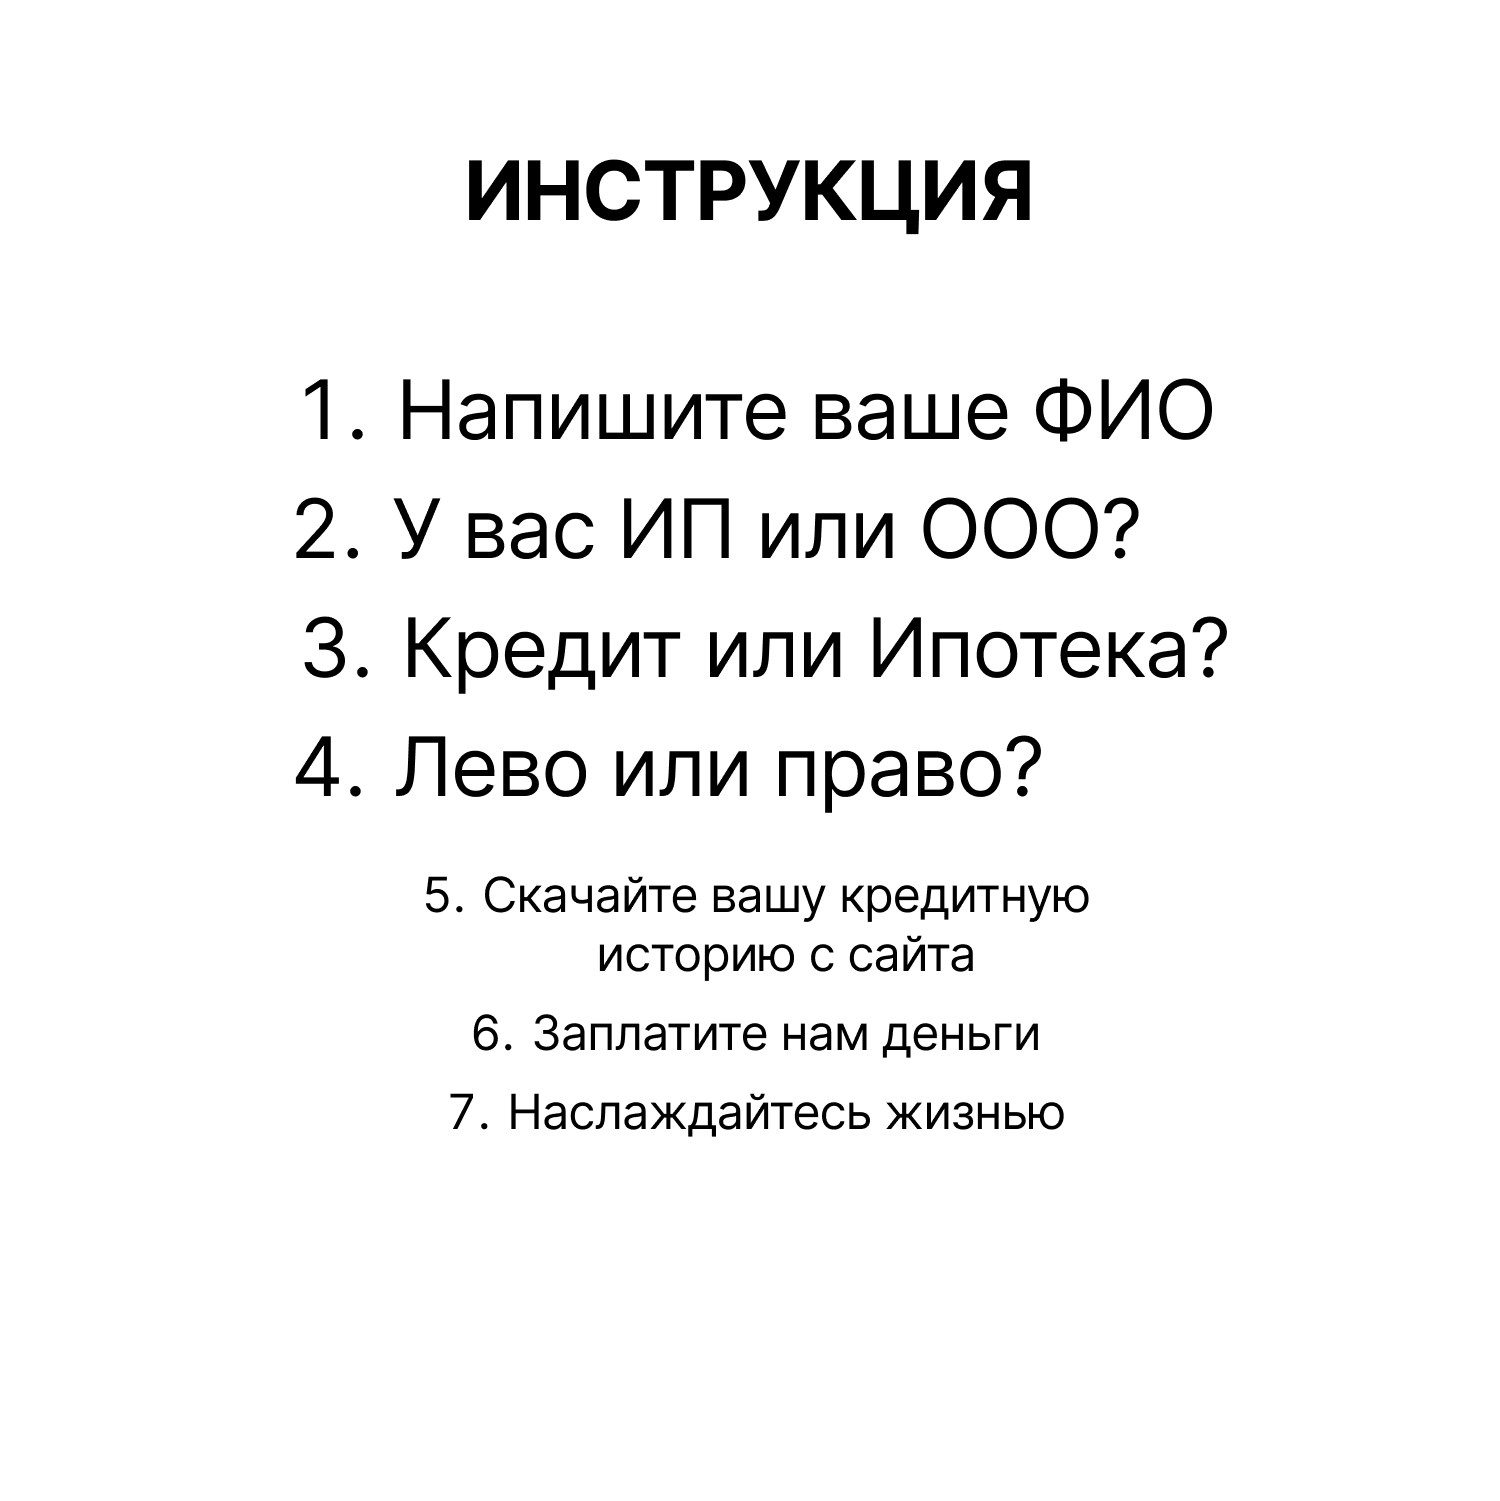 ИНСТРУКЦИЯ
1. Напишите ваше ФИО
2. У вас ИП или ООО?
3. Кредит или Ипотека?
4. Лево или право?
5. Скачайте вашу кредитную
историю с сайта
6. Заплатите нам деньги
7. Наслаждайтесь жизнью